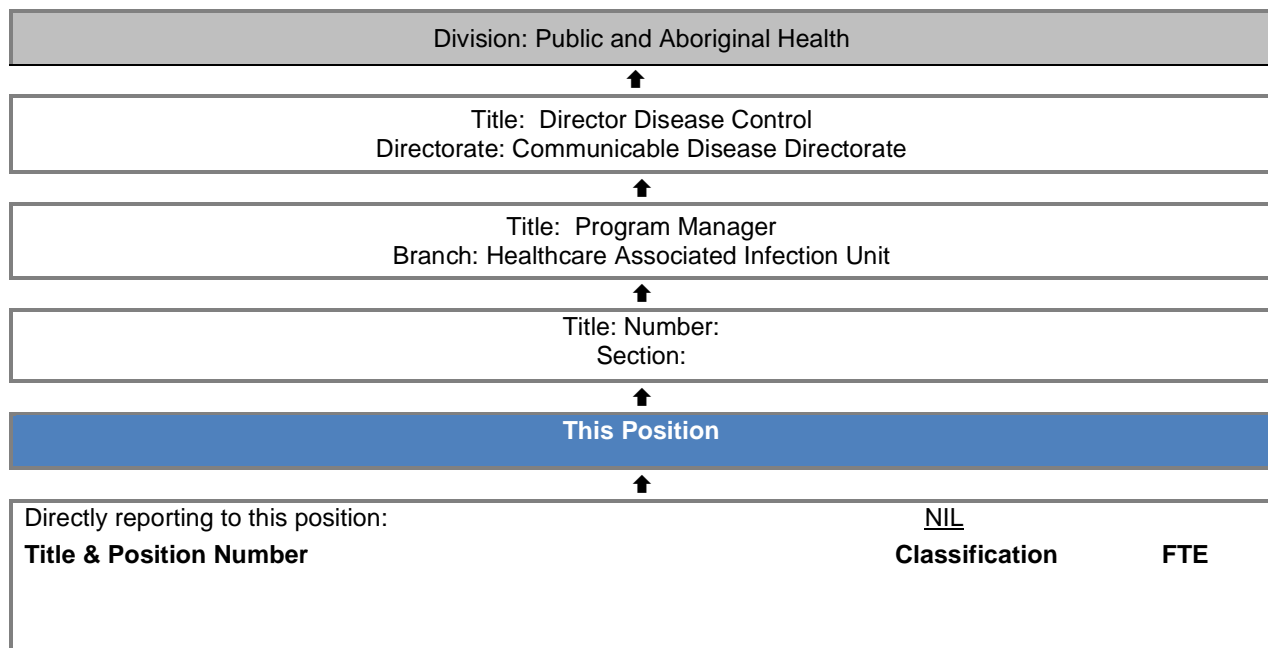 Division: Public and Aboriginal Health
Title: Director Disease Control
Directorate: Communicable Disease Directorate
Title: Program Manager
Branch: Healthcare Associated Infection Unit
Title: Number:
Section:
This Position
Directly reporting to this position: NIL
Title & Position Number Classification FTE